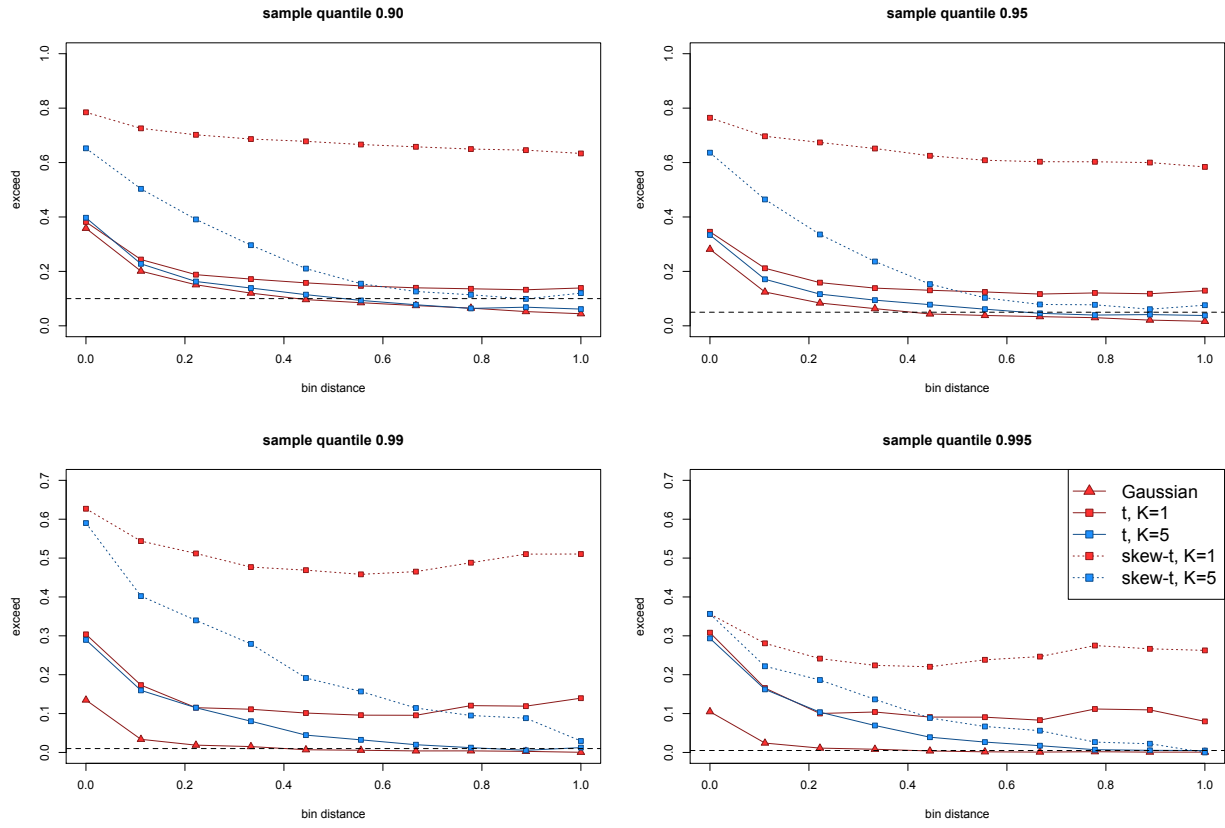 sample quantile 0.90
exceed
0.0 0.2 0.4 0.6 0.8 1.0
0.0 0.2 0.4 0.6 0.8 1.0
bin distance
sample quantile 0.95
exceed
0.0 0.2 0.4 0.6 0.8 1.0
0.0 0.2 0.4 0.6 0.8 1.0
bin distance
sample quantile 0.99
exceed
0.0 0.1 0.2 0.3 0.4 0.5 0.6 0.7
0.0 0.2 0.4 0.6 0.8 1.0
bin distance
sample quantile 0.995
exceed
0.0 0.1 0.2 0.3 0.4 0.5 0.6 0.7
Gaussian
t, K=1
t, K=5
skew-t, K=1
skew-t, K=5
0.0 0.2 0.4 0.6 0.8 1.0
bin distance